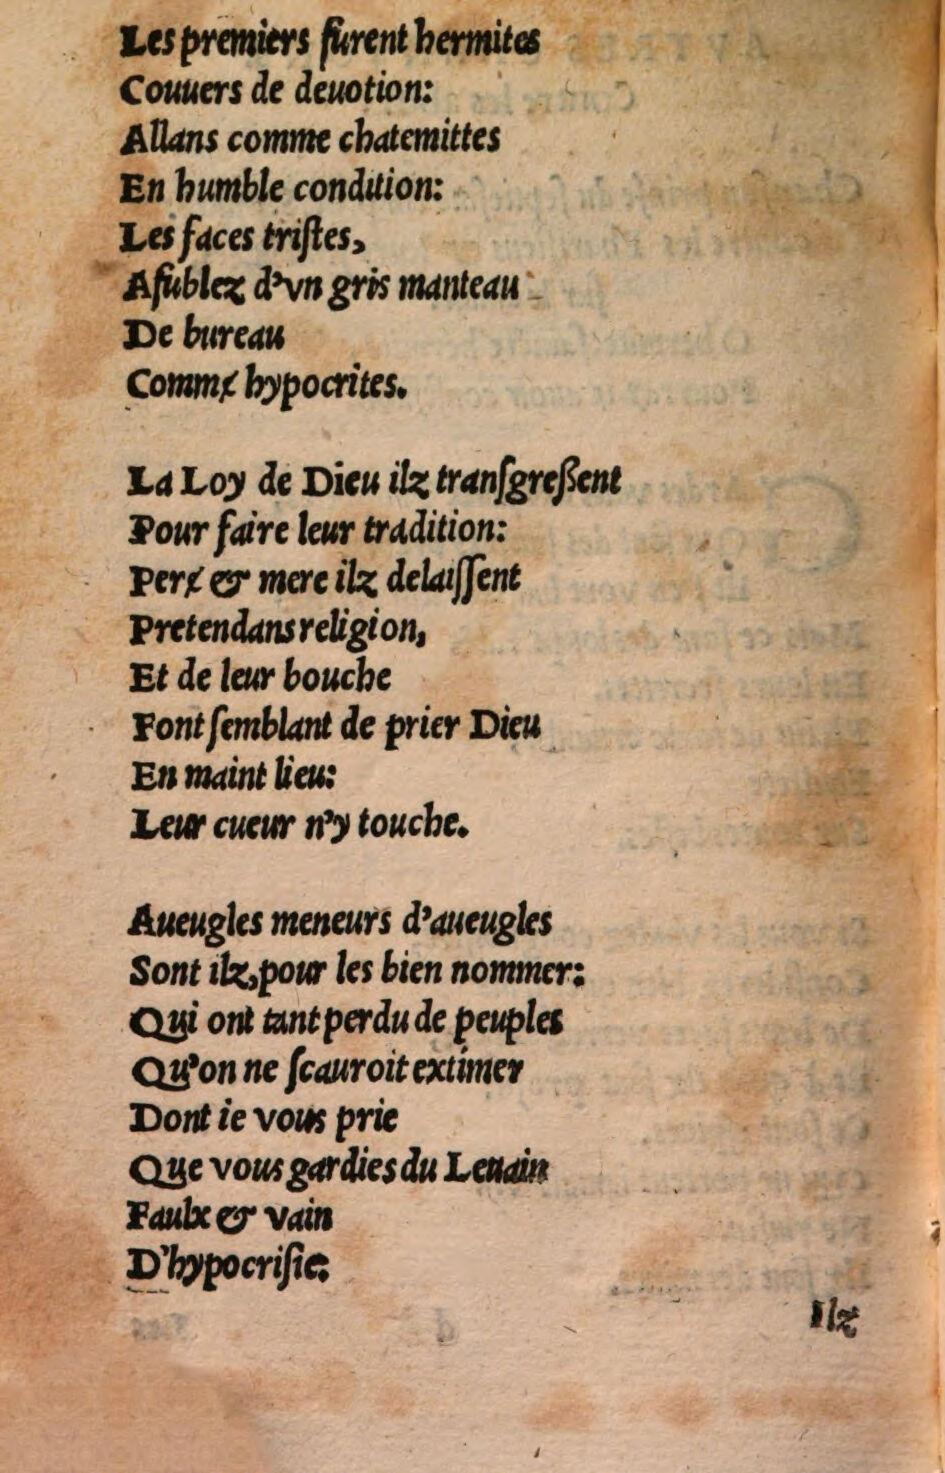 Les premiers furent hermites
Couuers de deuotion:
Allans comme chatemittes
En humble condition:
Les faces triſtes,
Afublez d'vn gris manteau
De bureau
Comme̸ hypocrites.
La Loy de Dieu ilz tranſgreßent
Pour faire leur tradition:
Pere̸ & mere ilz delaiſſent
Pretendans religion,
Et de leur bouche
Font ſemblant de prier Dieu
En maint lieu:
Leur cueur n'y touche.
Aueugles meneurs d'aueugles
Sont ilz, pour les bien nommer:
Qui ont tant perdu de peuples
Qu'on ne ſcauroit extimer
Dont ie vous prie
Que vous gardies du Leuain
Faulx & vain
D'hypocriſie.
Ilz